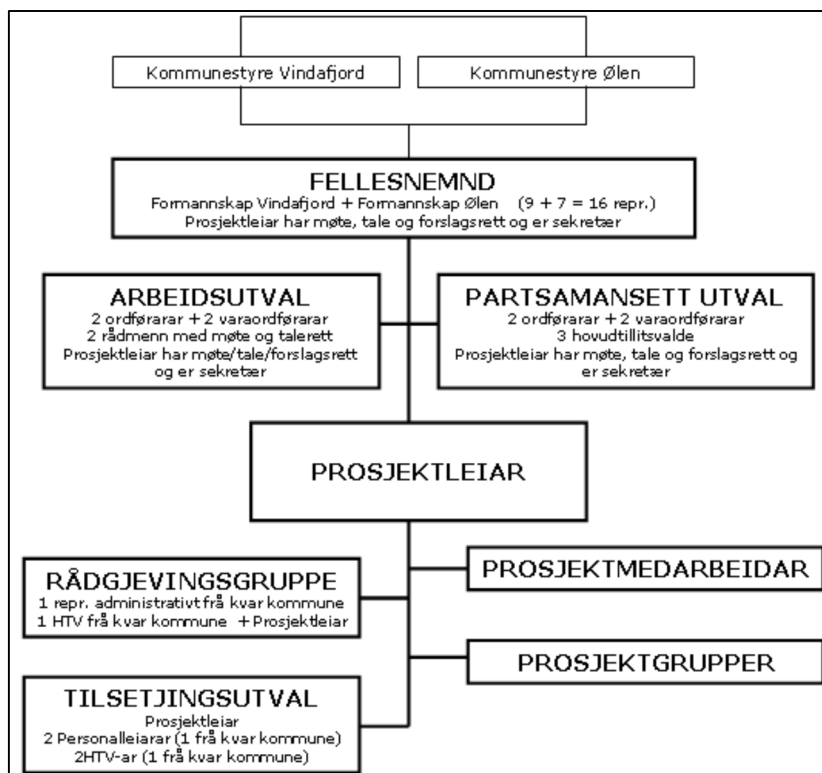 Kommunestyre Vindafjord
Kommunestyre Ølen
FELLESNEMND
Formannskap Vindafjord + Formannskap Ølen (9 + 7 = 16 repr.)
Prosjektleiar har møte, tale og forslagsrett og er sekretær
ARBEIDSUTVAL
2 ordførarar + 2 varaordførarar
2 rådmenn med møte og talerett
Prosjektleiar har møte/tale/forslagsrett
og er sekretær
PARTSAMANSETT UTVAL
2 ordførarar + 2 varaordførarar
3 hovudtillitsvalde
Prosjektleiar har møte, tale og forslagsrett og
er sekretær
PROSJEKTLEIAR
RÅDGJEVINGSGRUPPE
1 repr. administrativt frå kvar kommune
1 HTV frå kvar kommune + Prosjektleiar
PROSJEKTMEDARBEIDAR
PROSJEKTGRUPPER
TILSETJINGSUTVAL
Prosjektleiar
2 Personalleiarar (1 frå kvar kommune)
2HTV-ar (1 frå kvar kommune)